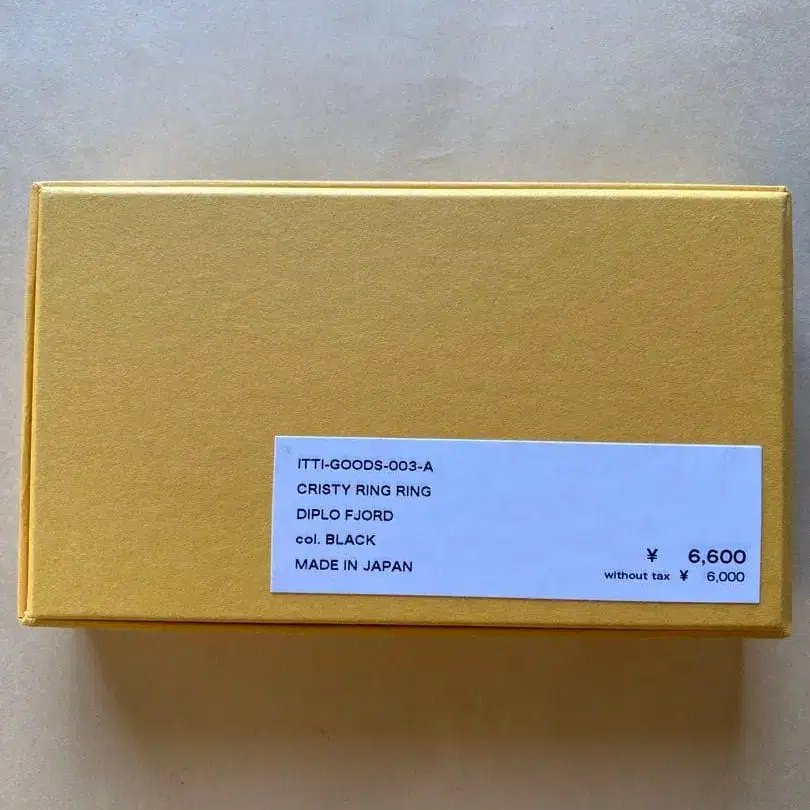 ITTI-GOODS-003-A
CRISTY RING RING
DIPLO FJORD
col. BLACK
MADE IN JAPAN
¥ 6,600
without tax ¥ 6,000